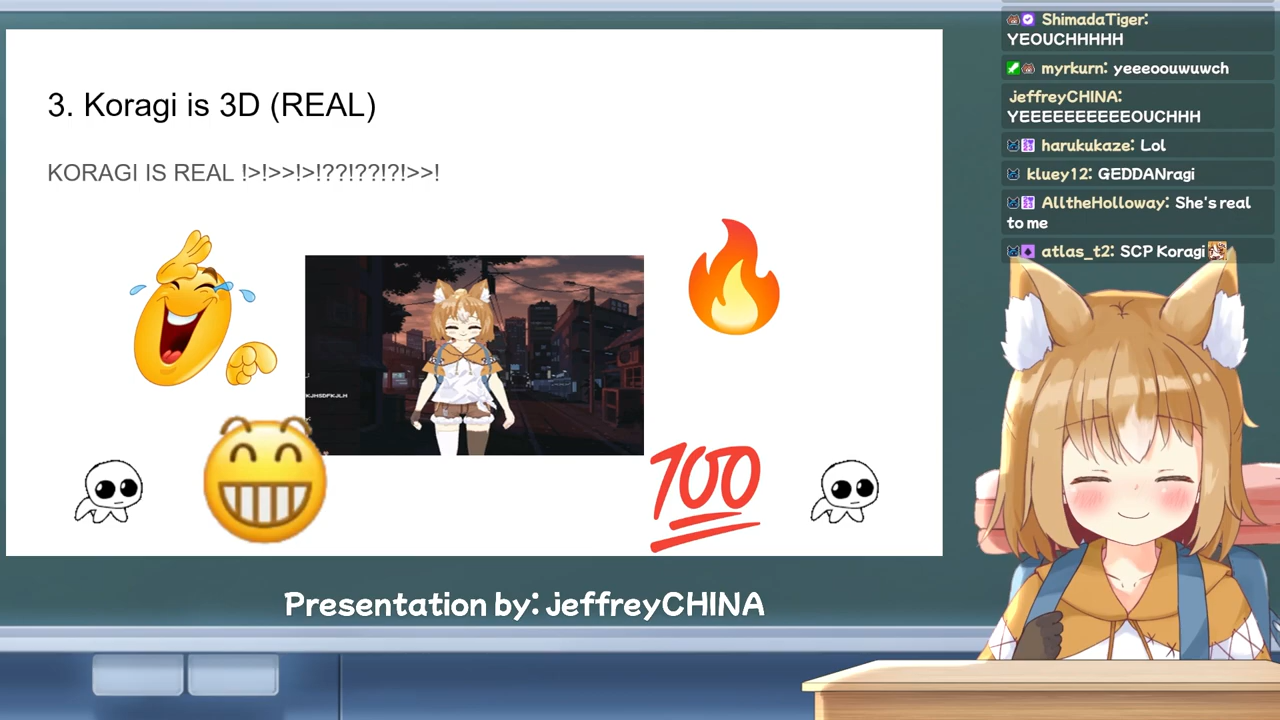 3. Koragi is 3D (REAL)
KORAGI IS REAL !>!>>!>!??!??!?!>>!
KJHSDFKJLH
100
Presentation by: jeffreyCHINA
ShimadaTiger:
YEOUCHHHHH
myrkurn: yeeeoouwuwch
jeffreyCHINA:
YEEEEEEEEEEOUCHHH
harukukaze: Lol
kluey12: GEDDANragi
AlltheHolloway: She's real
to me
atlas_t2: SCP Koragi